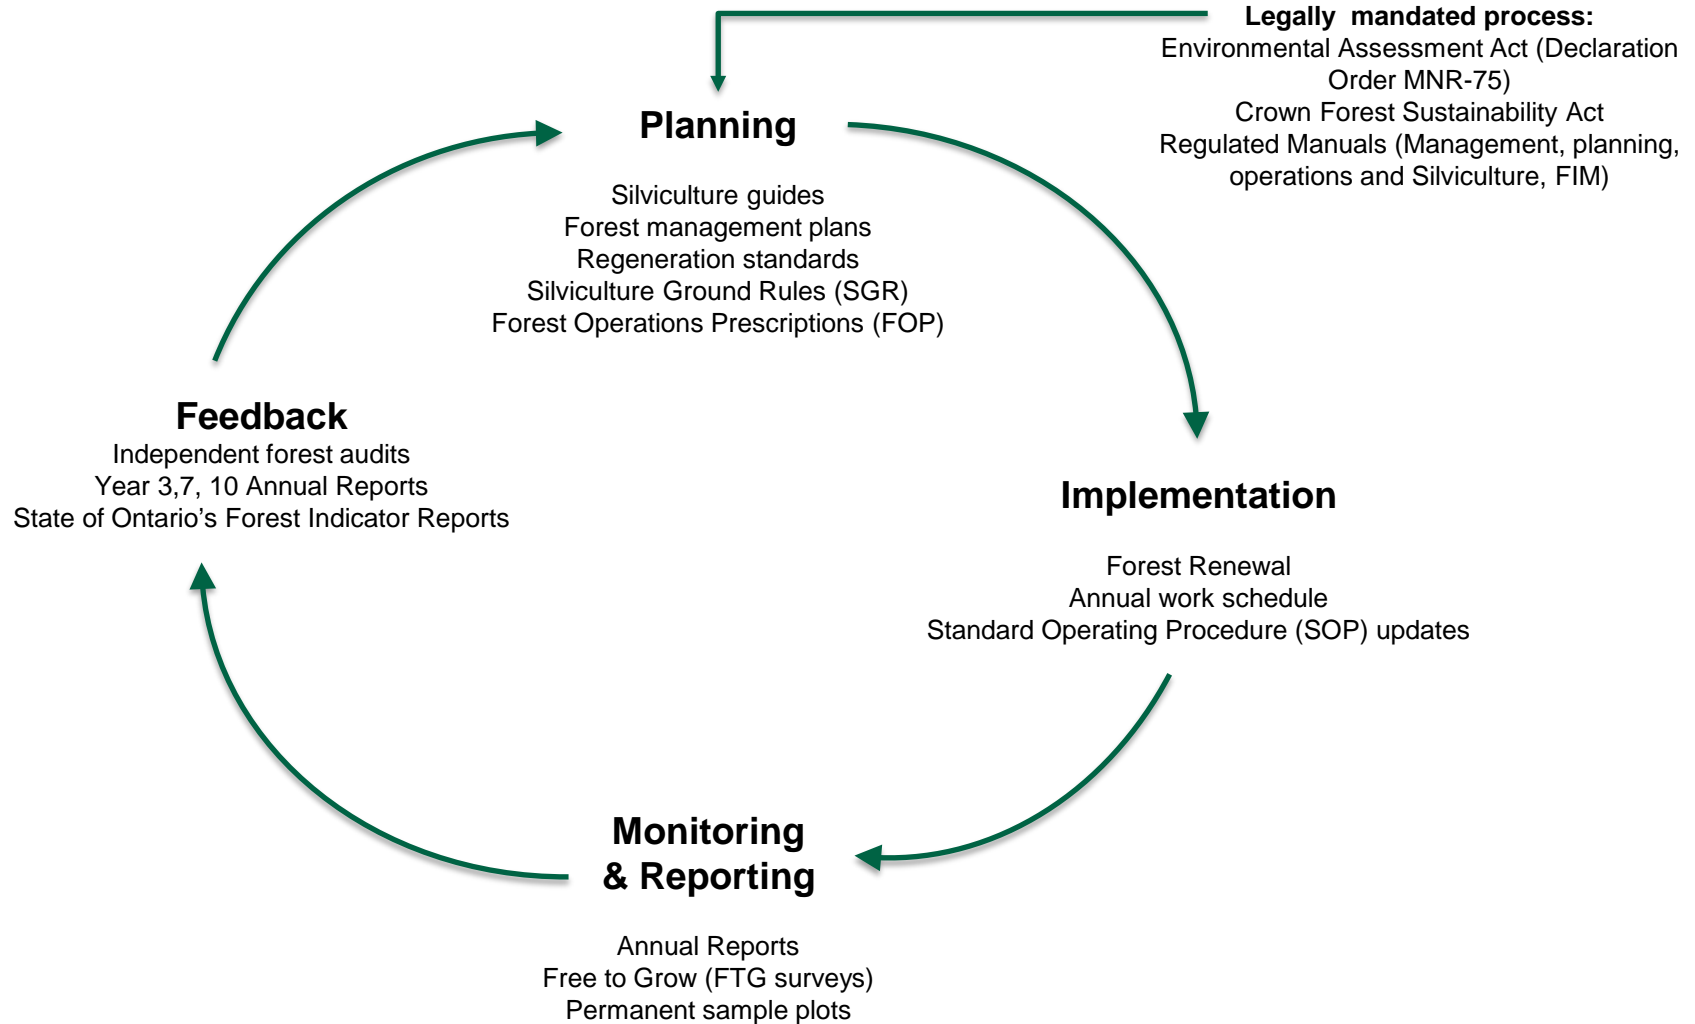 Legally mandated process:
Environmental Assessment Act (Declaration
Order MNR-75)
Crown Forest Sustainability Act
Regulated Manuals (Management, planning,
operations and Silviculture, FIM)
Planning
Silviculture guides
Forest management plans
Regeneration standards
Silviculture Ground Rules (SGR)
Forest Operations Prescriptions (FOP)
Implementation
Forest Renewal
Annual work schedule
Standard Operating Procedure (SOP) updates
Monitoring
& Reporting
Annual Reports
Free to Grow (FTG surveys)
Permanent sample plots
Feedback
Independent forest audits
Year 3,7, 10 Annual Reports
State of Ontario’s Forest Indicator Reports